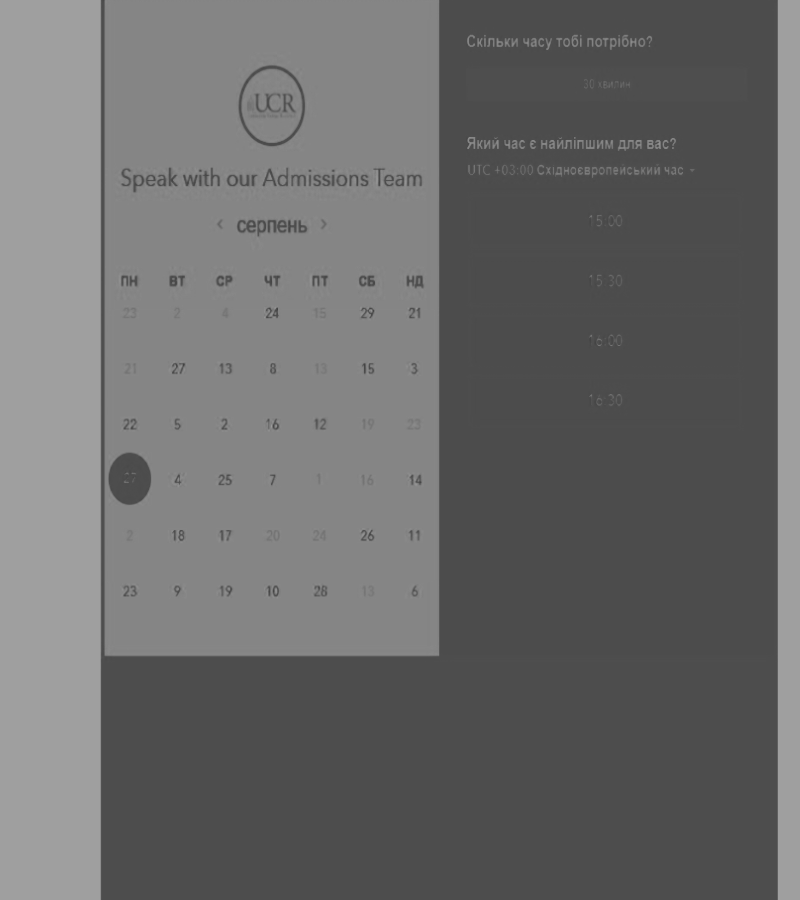 UCR
Speak with our Admissions Team
< серпень >
ПН ВТ СР ЧТ ПТ СБ НД
23 2 4 24 15 29 21
21 27 13 8 13 15 3
22 5 2 16 12 19 23
27 4 25 7 1 16 14
2 18 17 20 24 26 11
23 9 19 10 28 13 6
Скільки часу тобі потрібно?
30 хвилин
Який час є найліпшим для вас?
UTC +03:00 Східноєвропейський час
15:00
15:30
16:00
16:30